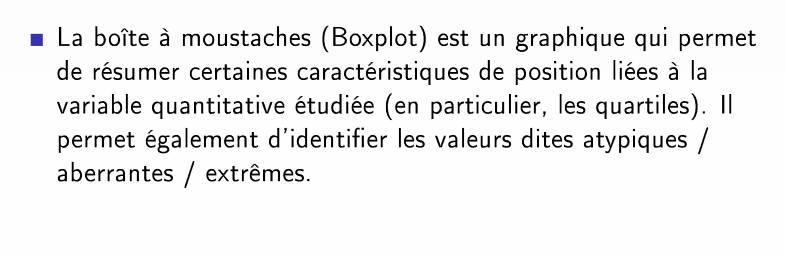 La boîte à moustaches (Boxplot) est un graphique qui permet
de résumer certaines caractéristiques de position liées à la
variable quantitative étudiée (en particulier, les quartiles). Il
permet également d'identifier les valeurs dites atypiques /
aberrantes / extrêmes.